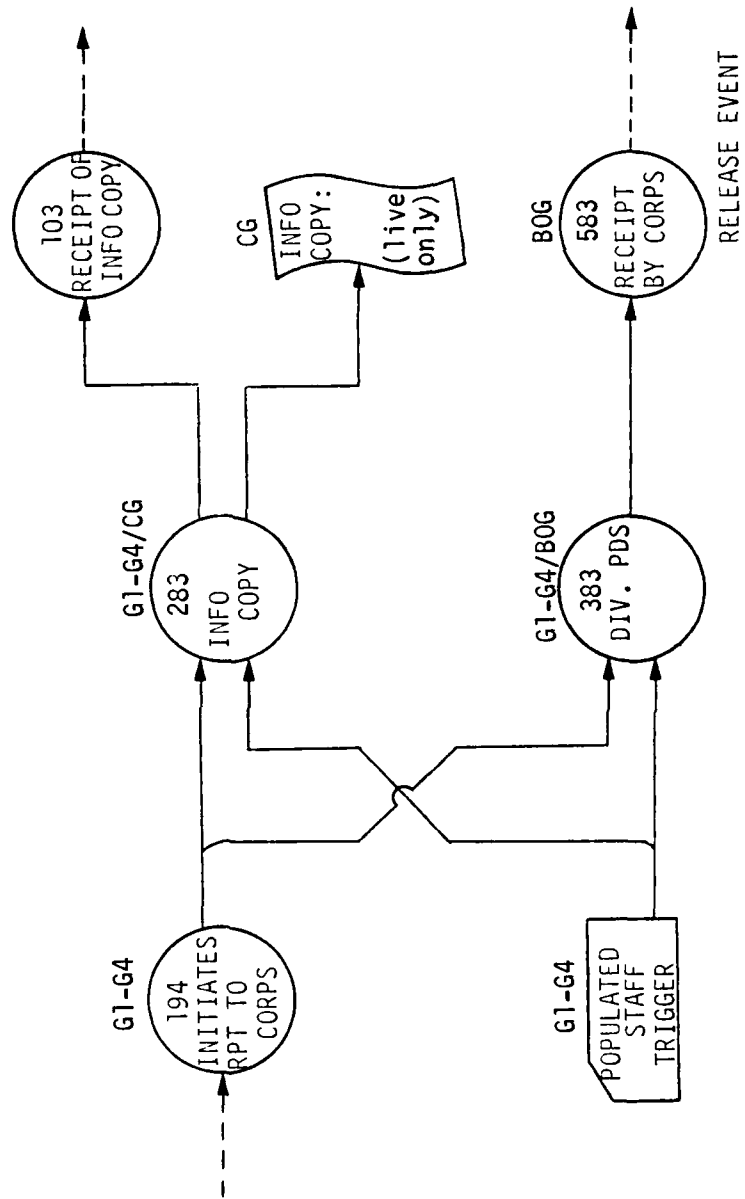 G1-G4
194
INITIATES
RPT TO
CORPS
G1-G4
POPULATED
STAFF
TRIGGER
G1-G4/CG
283
INFO
COPY
G1-G4/BOG
383
DIV. PDS
103
RECEIPT OF
INFO COPY
CG
INFO
COPY:
(live
only)
BOG
583
RECEIPT
BY CORPS
RELEASE EVENT